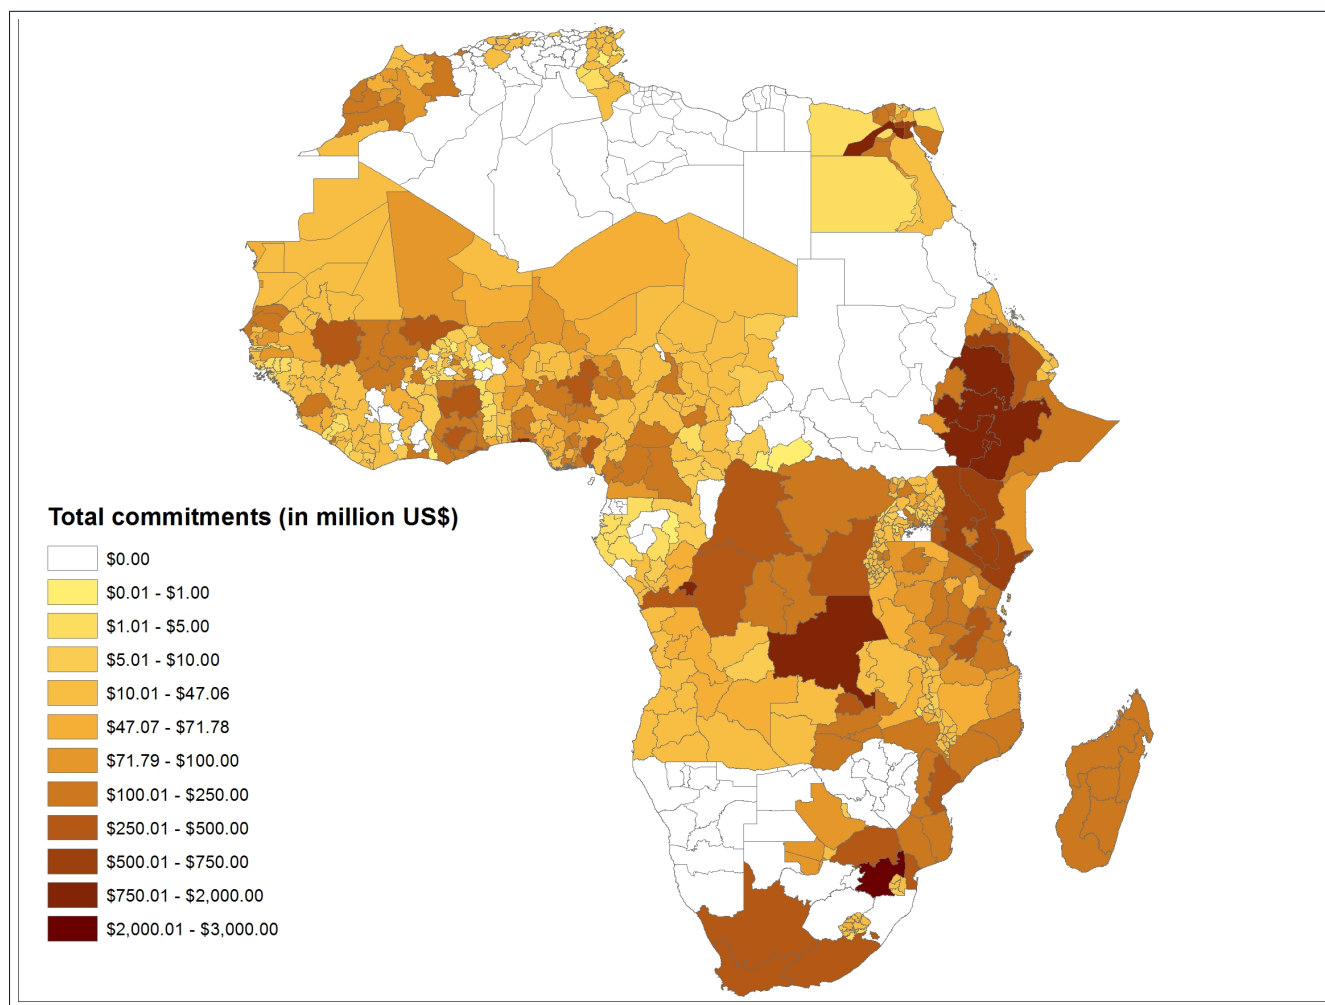 Total commitments (in million US$)
$0.00
$0.01 - $1.00
$1.01 - $5.00
$5.01 - $10.00
$10.01 - $47.06
$47.07 - $71.78
$71.79 - $100.00
$100.01 - $250.00
$250.01 - $500.00
$500.01 - $750.00
$750.01 - $2,000.00
$2,000.01 - $3,000.00